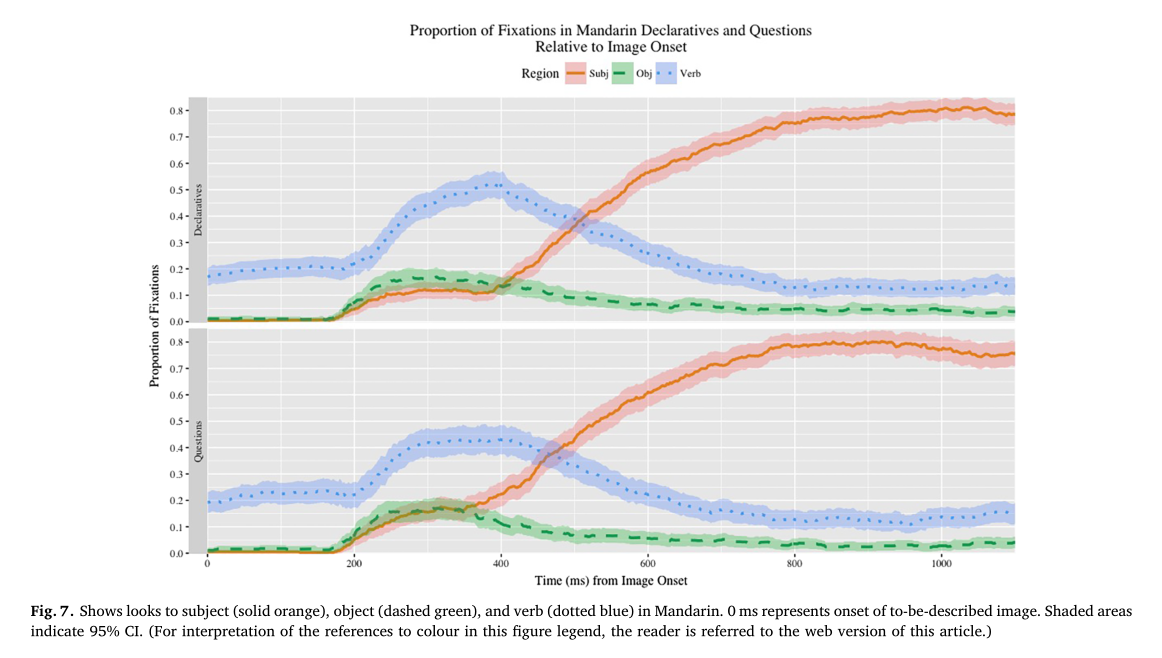 Proportion of Fixations in Mandarin Declaratives and Questions
Relative to Image Onset
Region Subj Obj Verb
Proportion of Fixations
Declaratives
0.8
0.7
0.6
0.5
0.4
0.3
0.2
0.1
0.0
Questions
0.8
0.7
0.6
0.5
0.4
0.3
0.2
0.1
0.0
0 200 400 600 800 1000
Time (ms) from Image Onset
Fig. 7. Shows looks to subject (solid orange), object (dashed green), and verb (dotted blue) in Mandarin. 0 ms represents onset of to-be-described image. Shaded areas
indicate 95% CI. (For interpretation of the references to colour in this figure legend, the reader is referred to the web version of this article.)